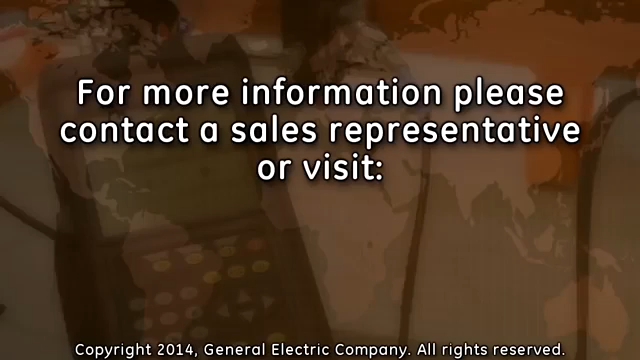 For more information please
contact a sales representative
or visit:
Copyright 2014, General Electric Company. All rights reserved.